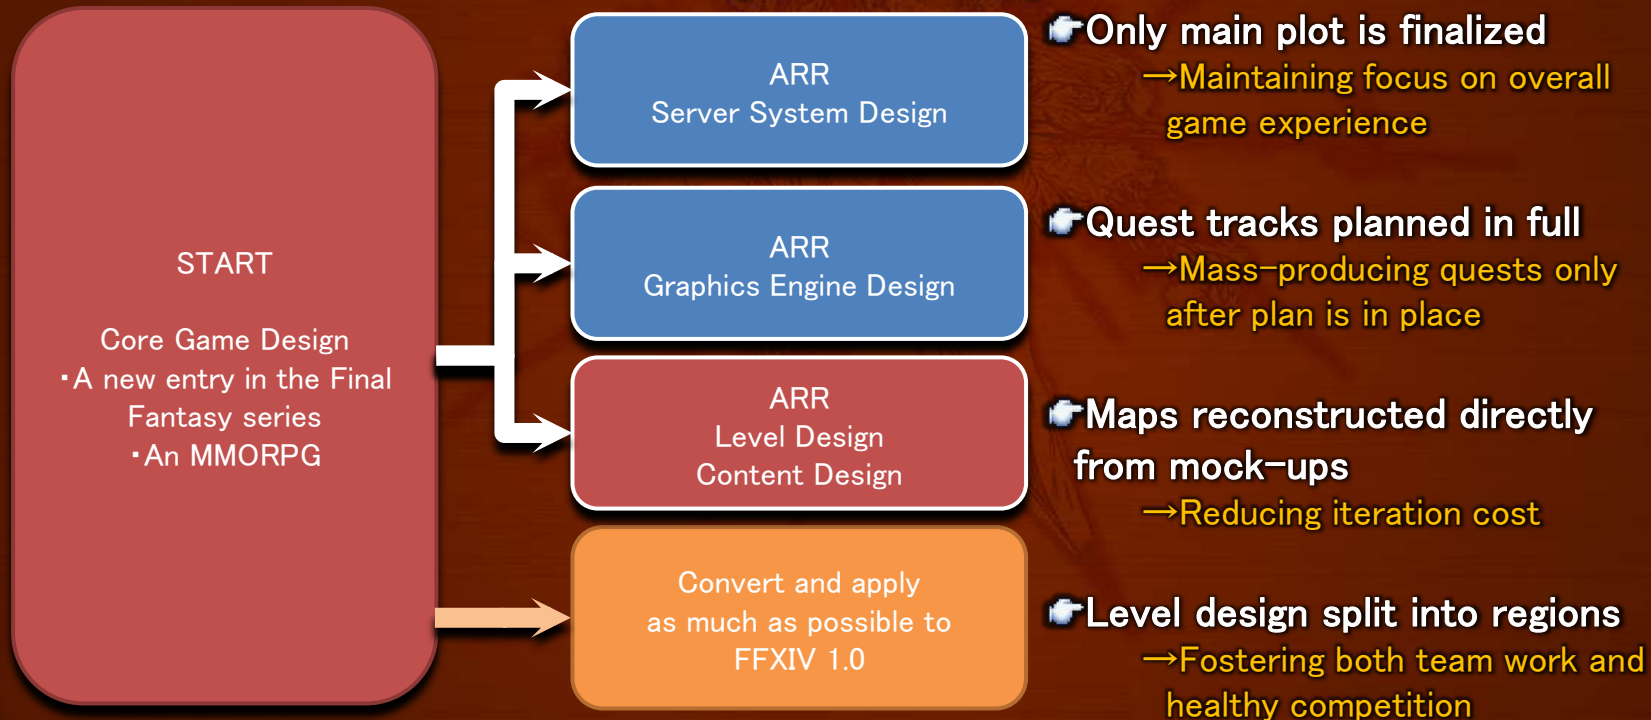 START
Core Game Design
・A new entry in the Final
Fantasy series
・An MMORPG
ARR
Server System Design
ARR
Graphics Engine Design
ARR
Level Design
Content Design
Convert and apply
as much as possible to
FFXIV 1.0
Only main plot is finalized
→Maintaining focus on overall
game experience
Quest tracks planned in full
→Mass-producing quests only
after plan is in place
Maps reconstructed directly
from mock-ups
→Reducing iteration cost
Level design split into regions
→Fostering both team work and
healthy competition